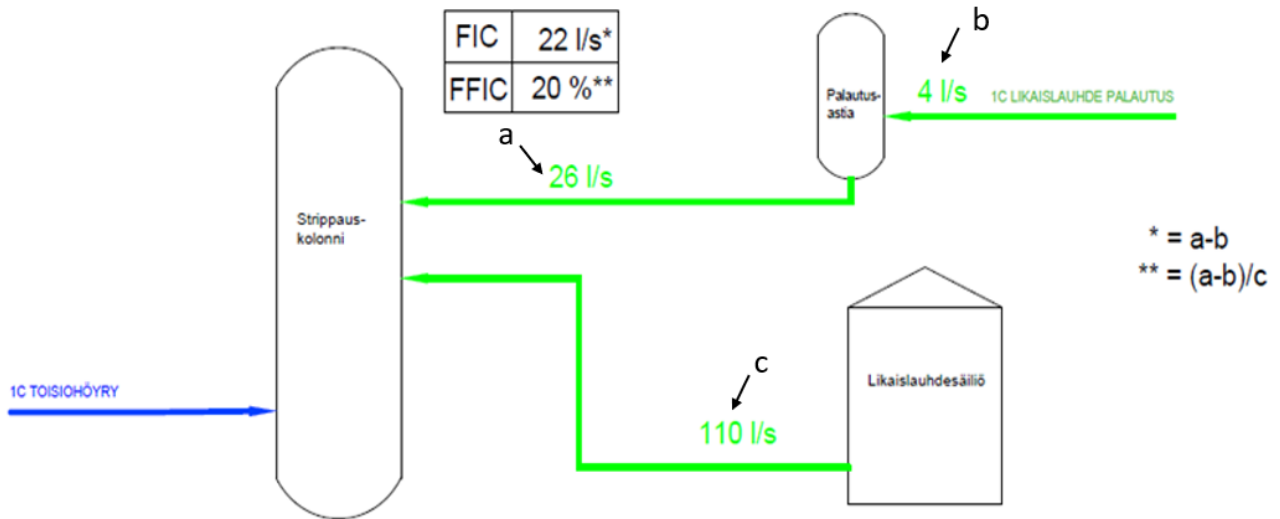 FIC 22 l/s*
FFIC 20 %**
a
26 l/s
b
4 l/s
1C LIKAISLAUHDE PALAUTUS
Palautus-
astia
Strippaus-
kolonni
* = a-b
** = (a-b)/c
1C TOISIOHÖYRY
c
110 l/s
Likaislauhdesäiliö